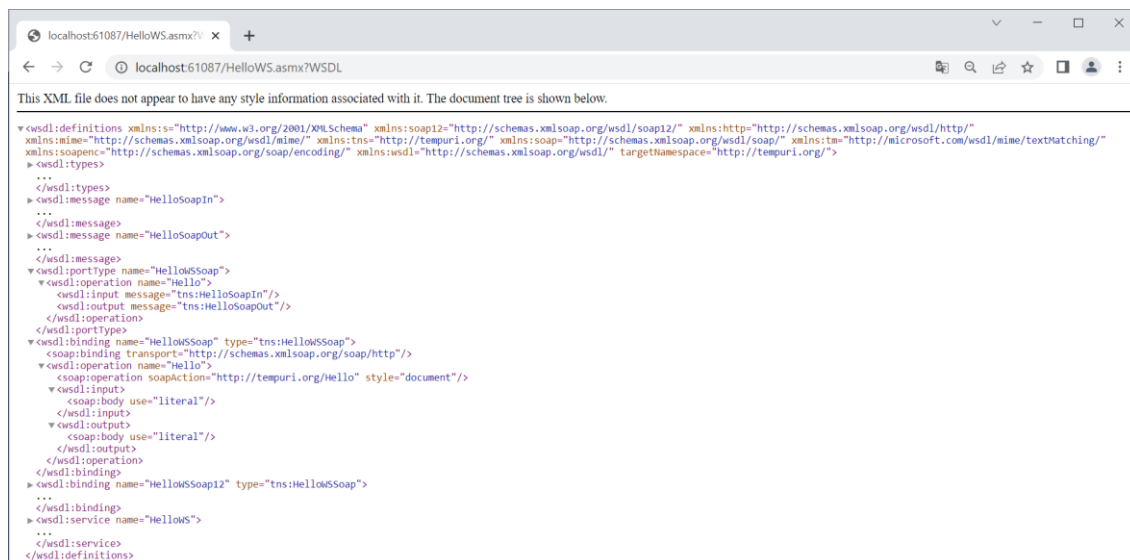 localhost:61087/HelloWS.asmx?W
localhost:61087/HelloWS.asmx?WSDL
This XML file does not appear to have any style information associated with it. The document tree is shown below.
▼<wsdl:definitions xmlns:s="http://www.w3.org/2001/XMLSchema" xmlns:soap12="http://schemas.xmlsoap.org/wsdl/soap12/" xmlns:http="http://schemas.xmlsoap.org/wsdl/http/"
xmlns:mime="http://schemas.xmlsoap.org/wsdl/mime/" xmlns:tns="http://tempuri.org/" xmlns:soap="http://schemas.xmlsoap.org/wsdl/soap/" xmlns:tm="http://microsoft.com/wsdl/mime/textMatching/"
xmlns:soapenc="http://schemas.xmlsoap.org/soap/encoding/" xmlns:wsdl="http://schemas.xmlsoap.org/wsdl/" targetNamespace="http://tempuri.org/">
▶<wsdl:types>
...
</wsdl:types>
▶<wsdl:message name="HelloSoapIn">
...
</wsdl:message>
▶<wsdl:message name="HelloSoapOut">
...
</wsdl:message>
▼<wsdl:portType name="HelloWSSoap">
▼<wsdl:operation name="Hello">
<wsdl:input message="tns:HelloSoapIn"/>
<wsdl:output message="tns:HelloSoapOut"/>
</wsdl:operation>
</wsdl:portType>
▼<wsdl:binding name="HelloWSSoap" type="tns:HelloWSSoap">
<soap:binding transport="http://schemas.xmlsoap.org/soap/http"/>
▼<wsdl:operation name="Hello">
<soap:operation soapAction="http://tempuri.org/Hello" style="document"/>
▼<wsdl:input>
<soap:body use="literal"/>
</wsdl:input>
▼<wsdl:output>
<soap:body use="literal"/>
</wsdl:output>
</wsdl:operation>
</wsdl:binding>
▶<wsdl:binding name="HelloWSSoap12" type="tns:HelloWSSoap">
...
</wsdl:binding>
▶<wsdl:service name="HelloWS">
...
</wsdl:service>
</wsdl:definitions>